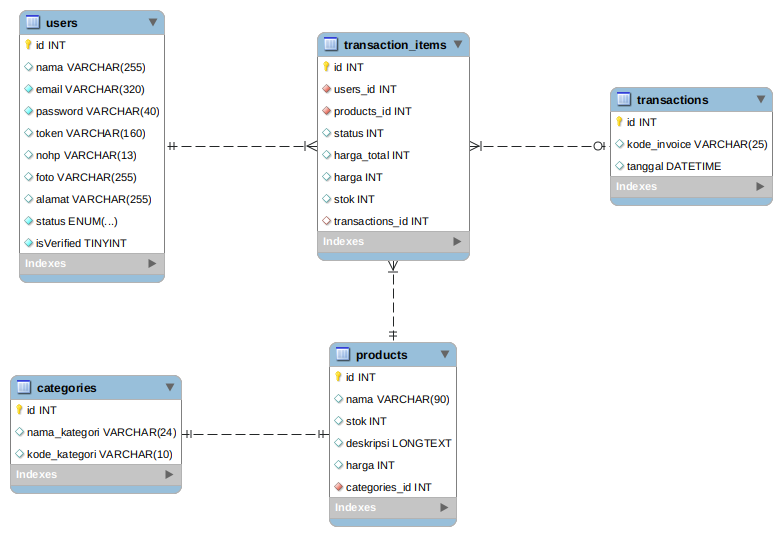 users
id INT
nama VARCHAR(255)
email VARCHAR(320)
password VARCHAR(40)
token VARCHAR(160)
nohp VARCHAR(13)
foto VARCHAR(255)
alamat VARCHAR(255)
status ENUM(...)
isVerified TINYINT
Indexes
transaction_items
id INT
users_id INT
products_id INT
status INT
harga_total INT
harga INT
stok INT
transactions_id INT
Indexes
transactions
id INT
kode_invoice VARCHAR(25)
tanggal DATETIME
Indexes
categories
id INT
nama_kategori VARCHAR(24)
kode_kategori VARCHAR(10)
Indexes
products
id INT
nama VARCHAR(90)
stok INT
deskripsi LONGTEXT
harga INT
categories_id INT
Indexes